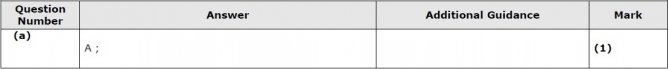 Question Number Answer Additional Guidance Mark
(a) A ; (1)